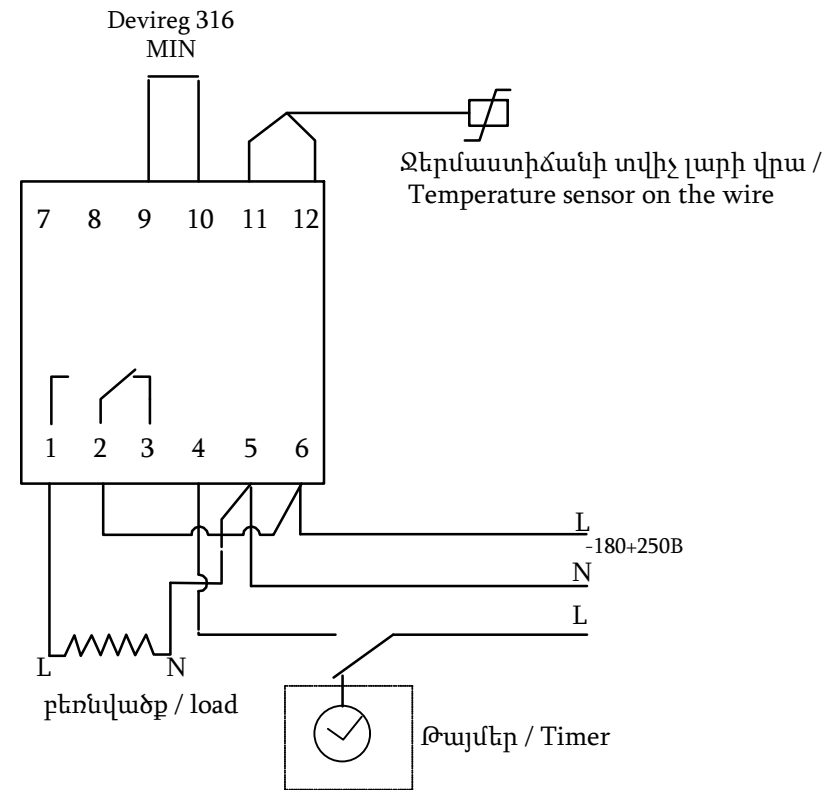 Devireg 316
MIN
Ջերմաստիճանի տվիչ լարի վրա /
Temperature sensor on the wire
7 8 9 10 11 12
1 2 3 4 5 6
L
-180+250В
N
L
L N
բեռնվածք / load
Թայմեր / Timer